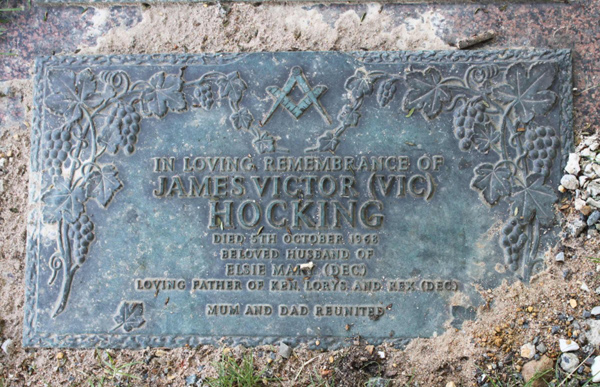 IN LOVING REMEMBRANCE OF
JAMES VICTOR (VIC)
HOCKING
DIED 5TH OCTOBER 1968
BELOVED HUSBAND OF
ELSIE MARY (DEC)
LOVING FATHER OF KEN, LORYS, AND REX (DEC)
MUM AND DAD REUNITED